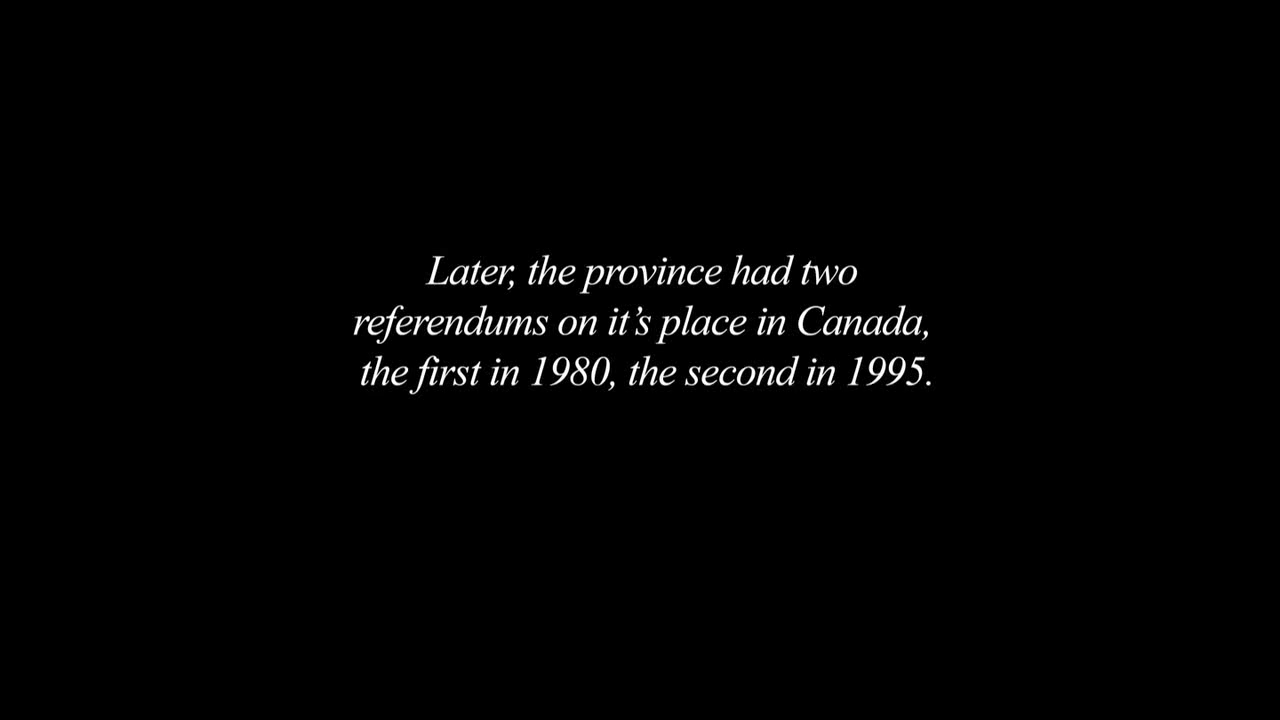 Later, the province had two
referendums on it’s place in Canada,
the first in 1980, the second in 1995.